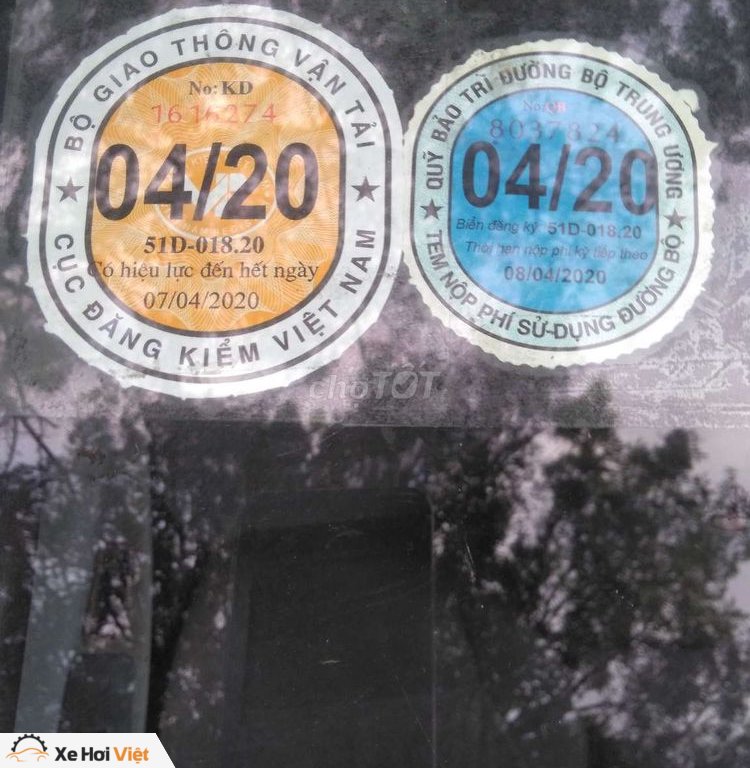 BỘ GIAO THÔNG VẬN TẢI
No: KD
1616274
04/20
51D-018.20
Có hiệu lực đến hết ngày
07/04/2020
CỤC ĐĂNG KIỂM VIỆT NAM
QUỸ BẢO TRÌ ĐƯỜNG BỘ TRUNG ƯƠNG
No:
8037824
04/20
Biển đăng ký 51D-018.20
Thời hạn nộp phí kỳ tiếp theo
08/04/2020
TEM NỘP PHÍ SỬ-DỤNG ĐƯỜNG BỘ
choTỐT
Xe Hơi Việt